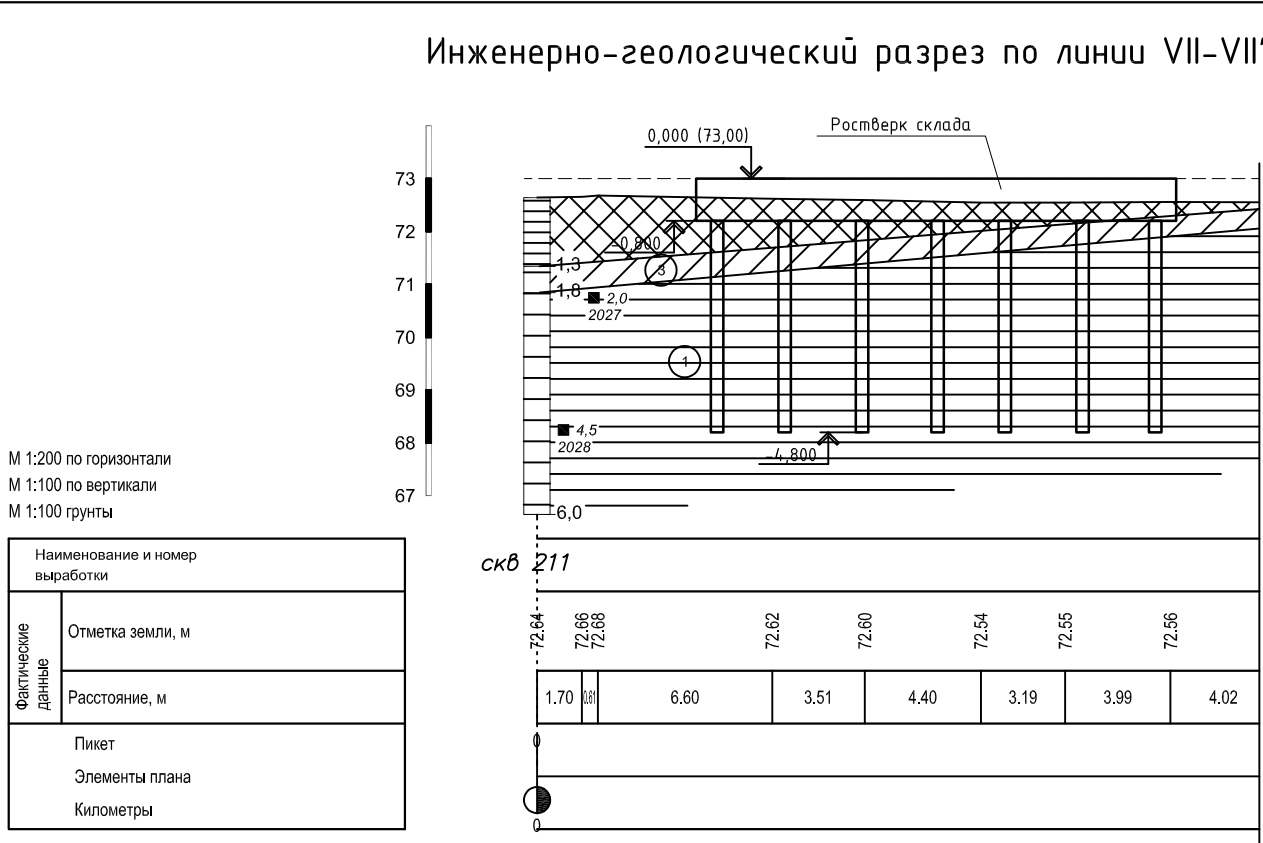 Инженерно-геологический разрез по линии VII-VII'
0,000 (73,00)
Ростверк склада
73
72
71
70
69
68
67
-0,800
1,3
3
1,8
2,0
2027
1
4,5
2028
-4,800
6,0
М 1:200 по горизонтали
М 1:100 по вертикали
М 1:100 грунты
Наименование и номер
выработки
скв 211
Фактические
данные
Отметка земли, м
72.64 72.66 72.68 72.62 72.60 72.54 72.55 72.56
Расстояние, м
1.70 0.61 6.60 3.51 4.40 3.19 3.99 4.02
Пикет
0
Элементы плана
Километры
0